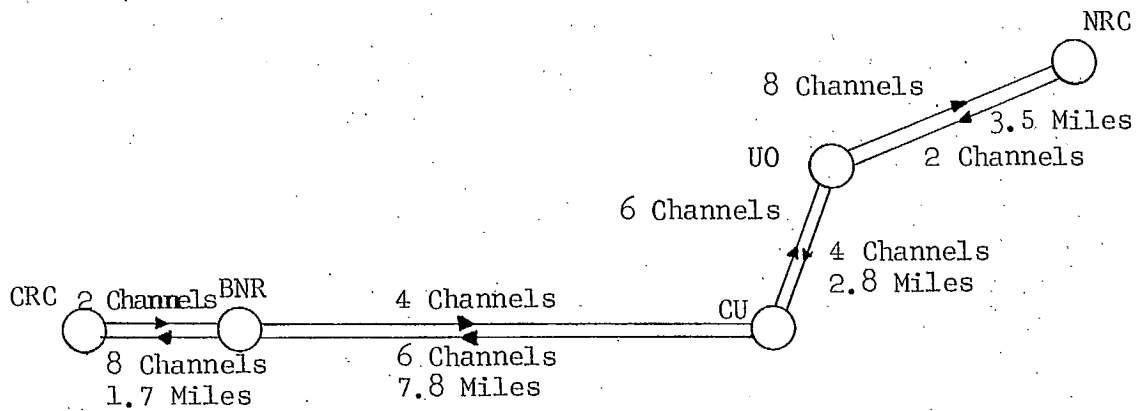 NRC
8 Channels
3.5 Miles
UO
2 Channels
6 Channels
4 Channels
2.8 Miles
CRC
2 Channels
BNR
4 Channels
CU
8 Channels
1.7 Miles
6 Channels
7.8 Miles